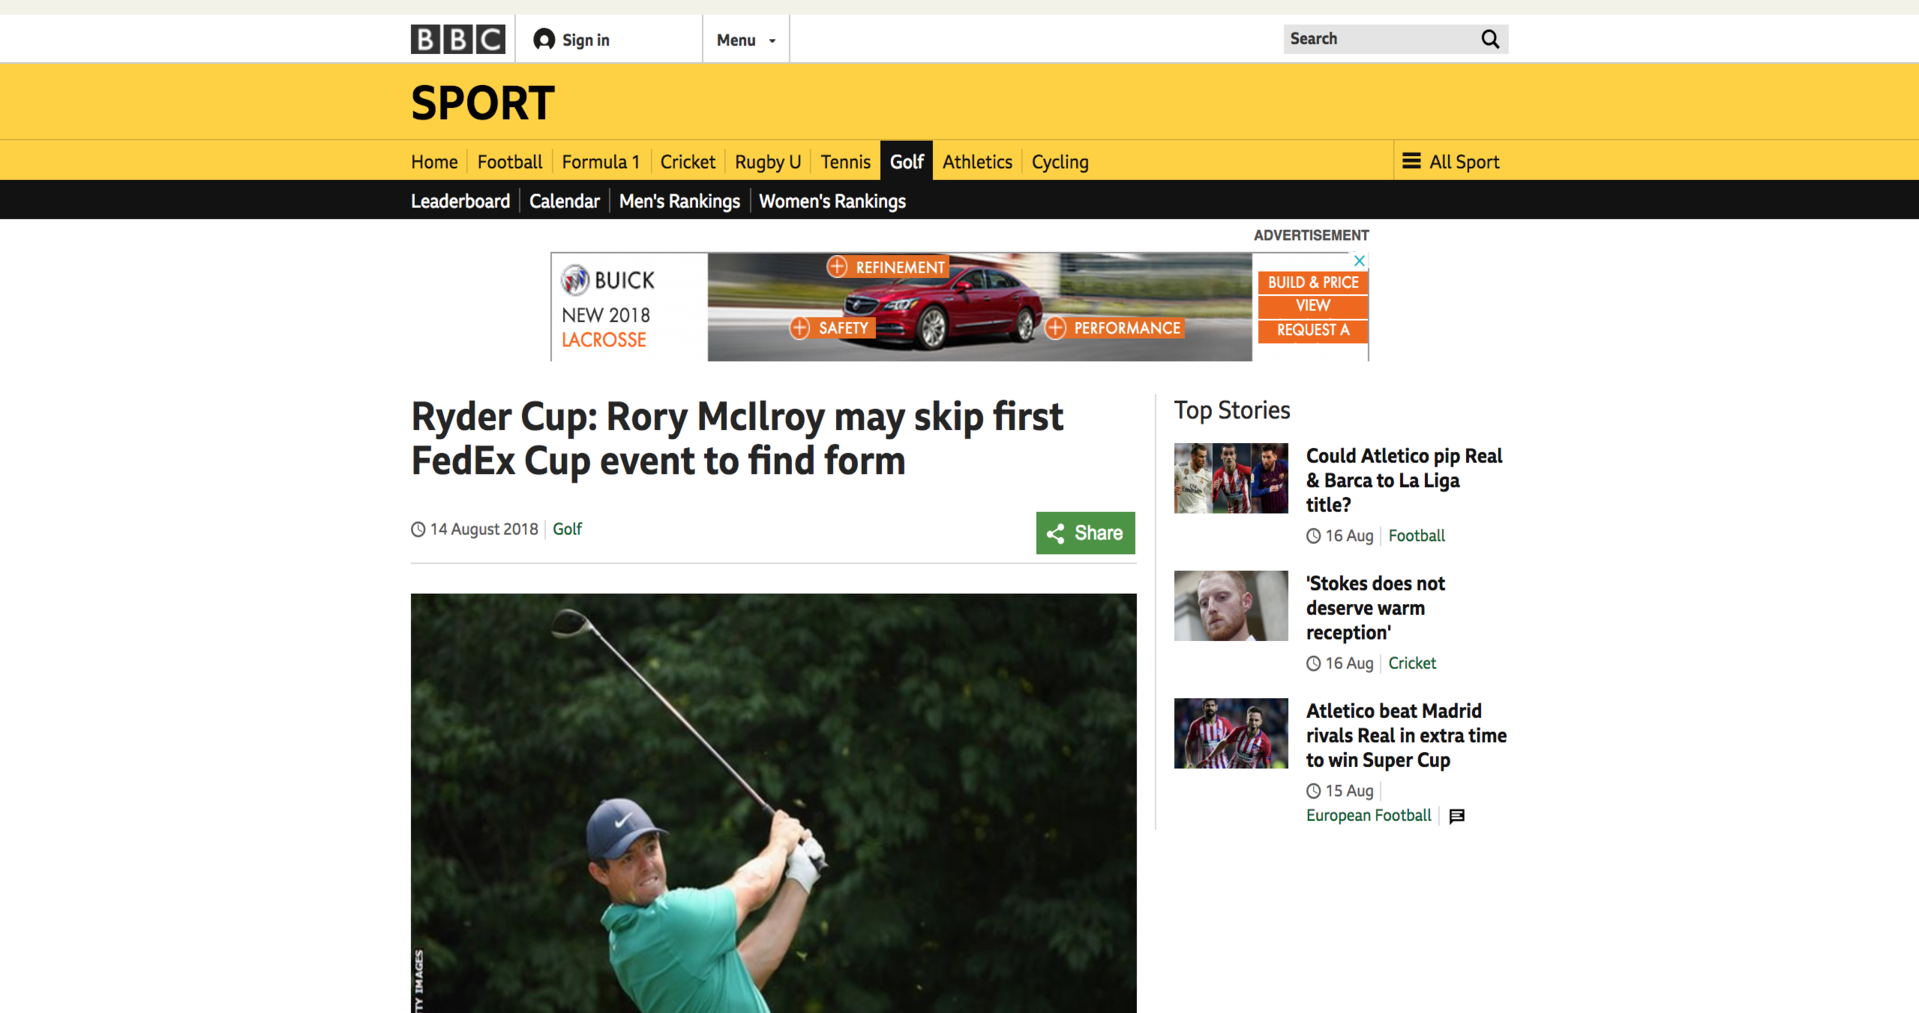 BBC
Sign in
Menu
Search
SPORT
Home
Football
Formula 1
Cricket
Rugby U
Tennis
Golf
Athletics
Cycling
All Sport
Leaderboard
Calendar
Men's Rankings
Women's Rankings
ADVERTISEMENT
BUICK
NEW 2018
LACROSSE
REFINEMENT
SAFETY
PERFORMANCE
BUILD & PRICE
VIEW
REQUEST A
Ryder Cup: Rory McIlroy may skip first
FedEx Cup event to find form
14 August 2018
Golf
Share
TY IMAGES
Top Stories
Could Atletico pip Real
& Barca to La Liga
title?
16 Aug
Football
'Stokes does not
deserve warm
reception'
16 Aug
Cricket
Atletico beat Madrid
rivals Real in extra time
to win Super Cup
15 Aug
European Football